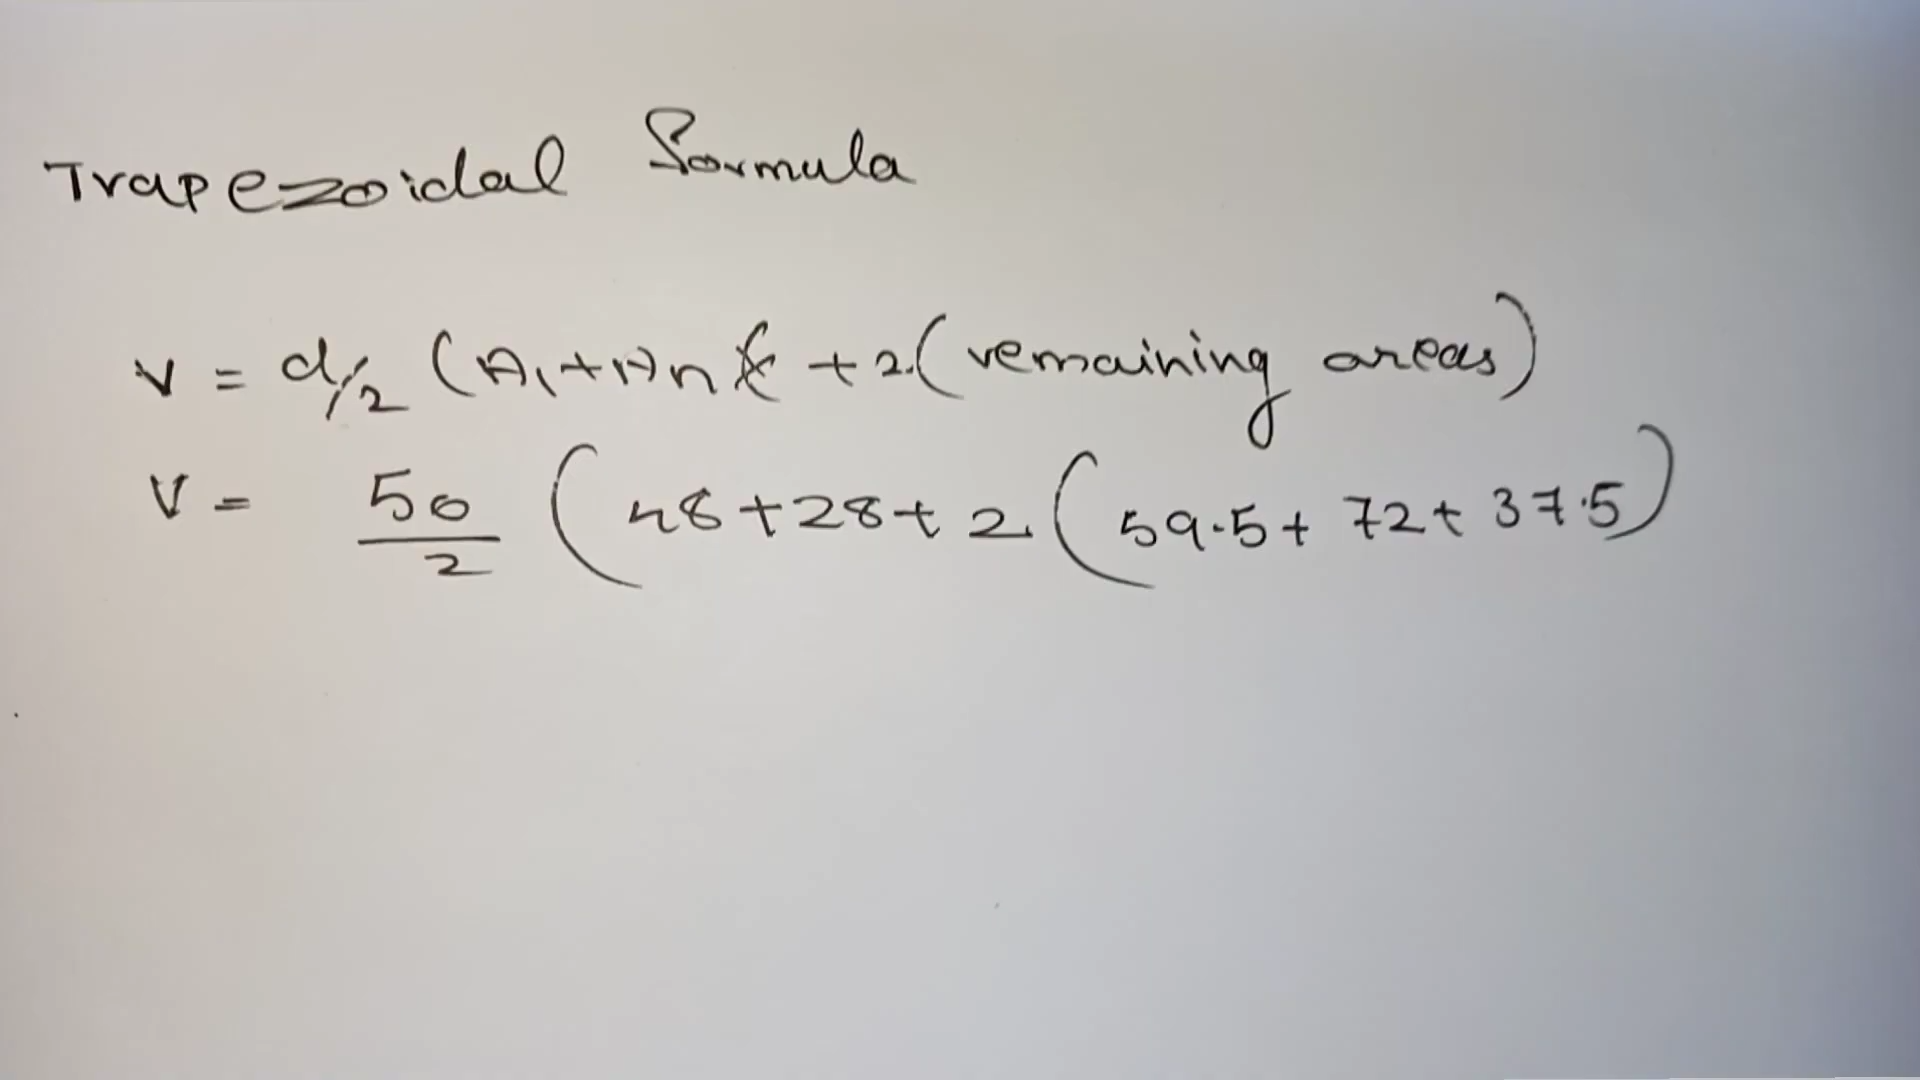 Trapezoidal formula
V = d/2 (A1+An) + 2(remaining areas)
V = 50/2 (48+28+2(59.5+72+37.5)